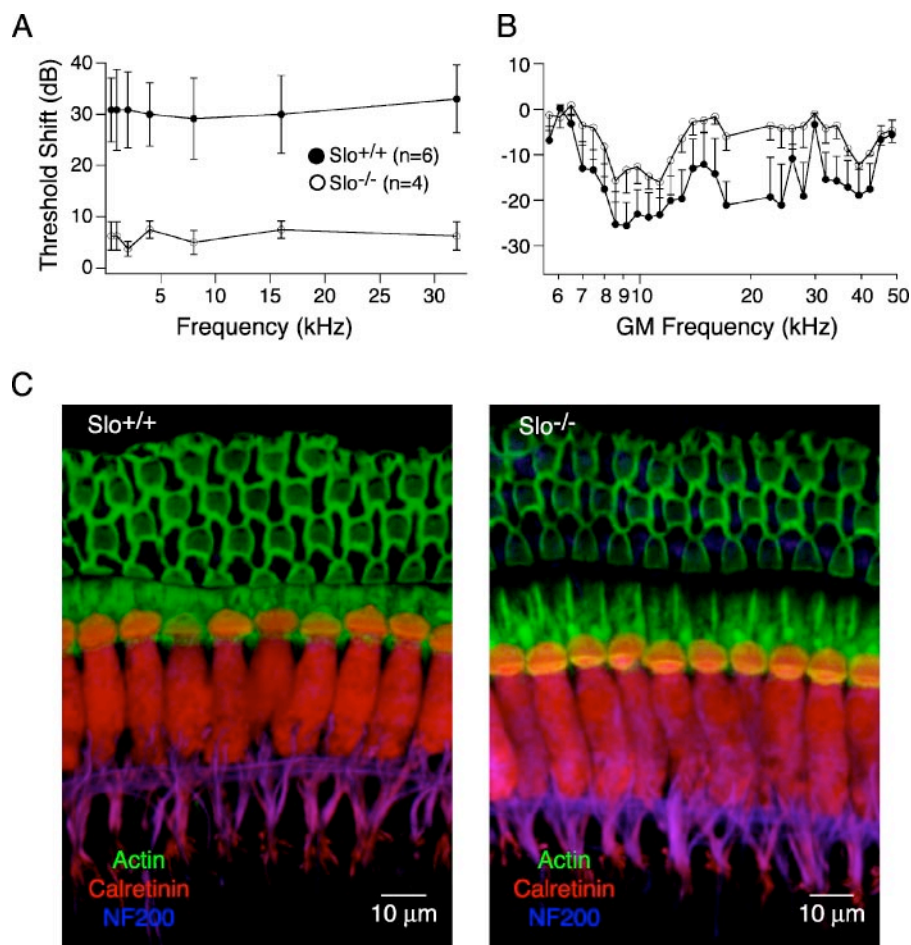 A
Threshold Shift (dB)
40
30
20
10
0
Slo+/+ (n=6)
Slo-/- (n=4)
5 10 15 20 25 30
Frequency (kHz)
B
10
0
-10
-20
-30
6 7 8 9 10 20 30 40 50
GM Frequency (kHz)
C
Slo+/+
Actin
Calretinin
NF200
10 μm
Slo-/-
Actin
Calretinin
NF200
10 μm